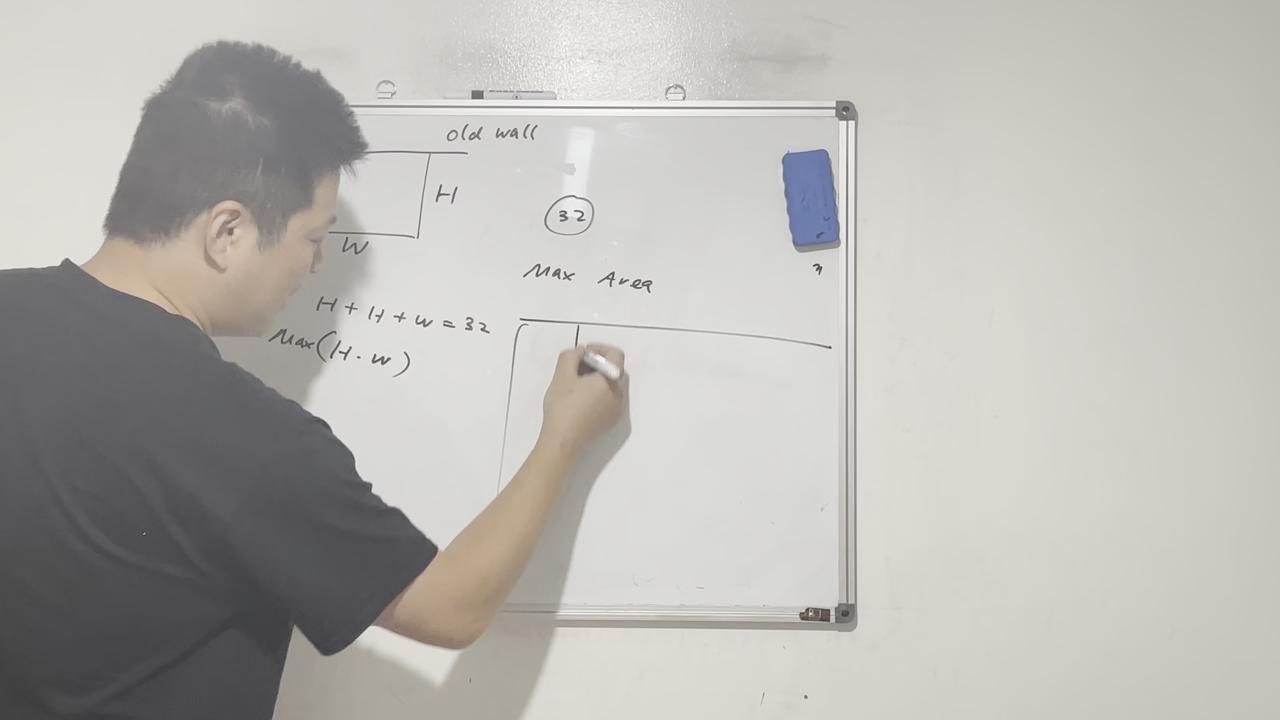 old wall
H
32
W
Max Area
H + H + W = 32
Max(H · W)